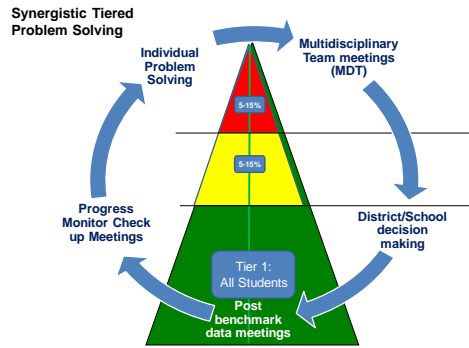 Synergistic Tiered
Problem Solving
Individual
Problem
Solving
Multidisciplinary
Team meetings
(MDT)
5-15%
5-15%
Progress
Monitor Check
up Meetings
District/School
decision
making
Tier 1:
All Students
Post
benchmark
data meetings